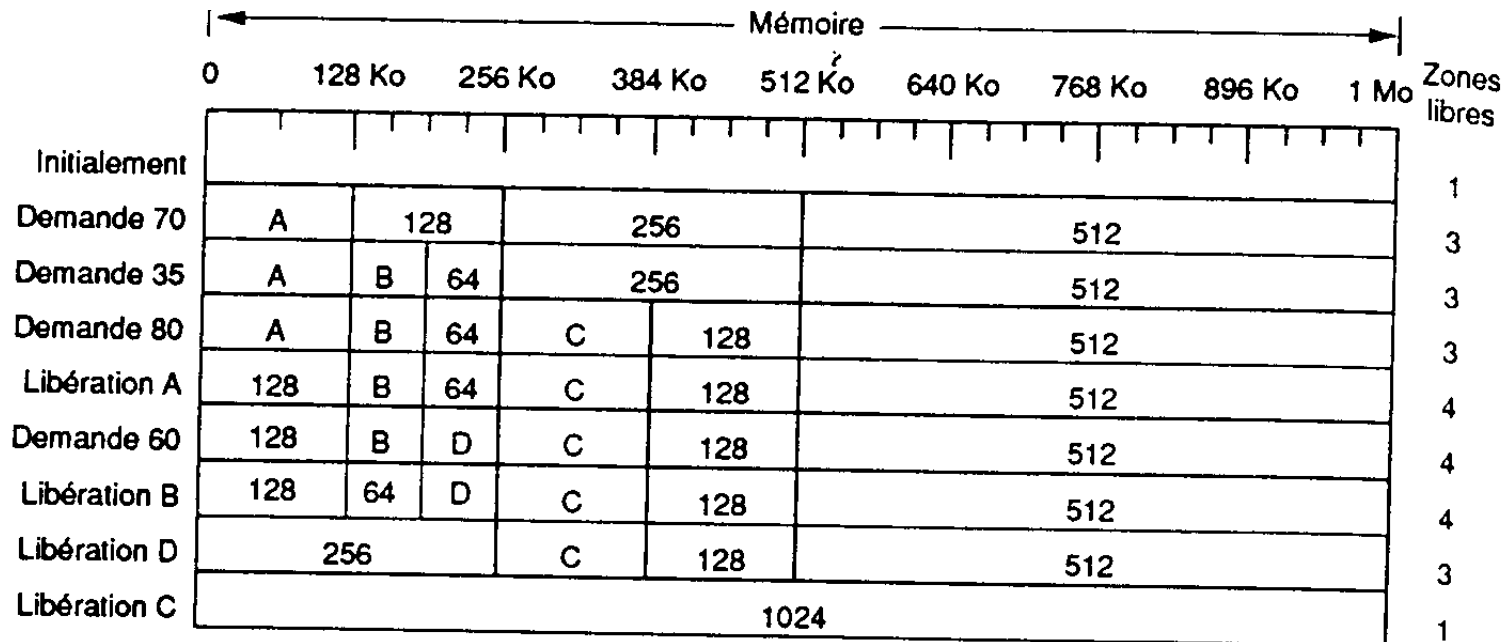 Mémoire
0 128 Ko 256 Ko 384 Ko 512 Ko 640 Ko 768 Ko 896 Ko 1 Mo Zones libres
Initialement 1
Demande 70 A 128 256 512 3
Demande 35 A B 64 256 512 3
Demande 80 A B 64 C 128 512 3
Libération A 128 B 64 C 128 512 4
Demande 60 128 B D C 128 512 4
Libération B 128 64 D C 128 512 4
Libération D 256 C 128 512 3
Libération C 1024 1